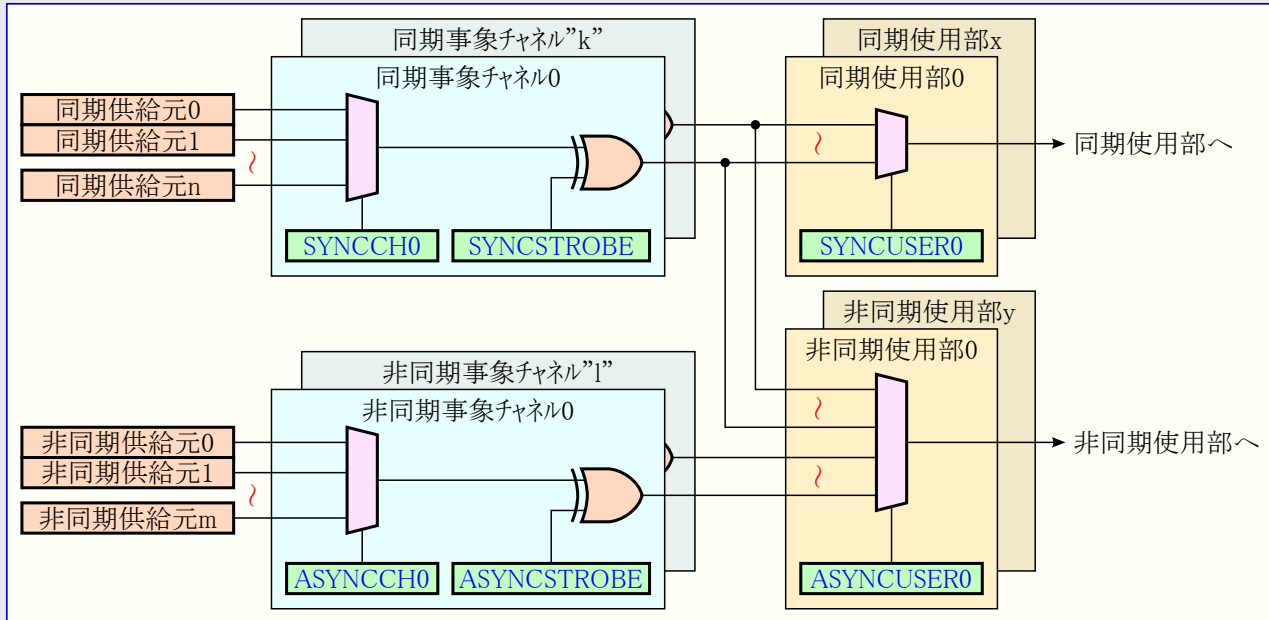 同期事象チャネル”k”
同期事象チャネル0
同期供給元0
同期供給元1
同期供給元n
SYNCCH0
SYNCSTROBE
同期使用部x
同期使用部0
SYNCUSER0
同期使用部へ
非同期事象チャネル”l”
非同期事象チャネル0
非同期供給元0
非同期供給元1
非同期供給元m
ASYNCCH0
ASYNCSTROBE
非同期使用部y
非同期使用部0
ASYNCUSER0
非同期使用部へ